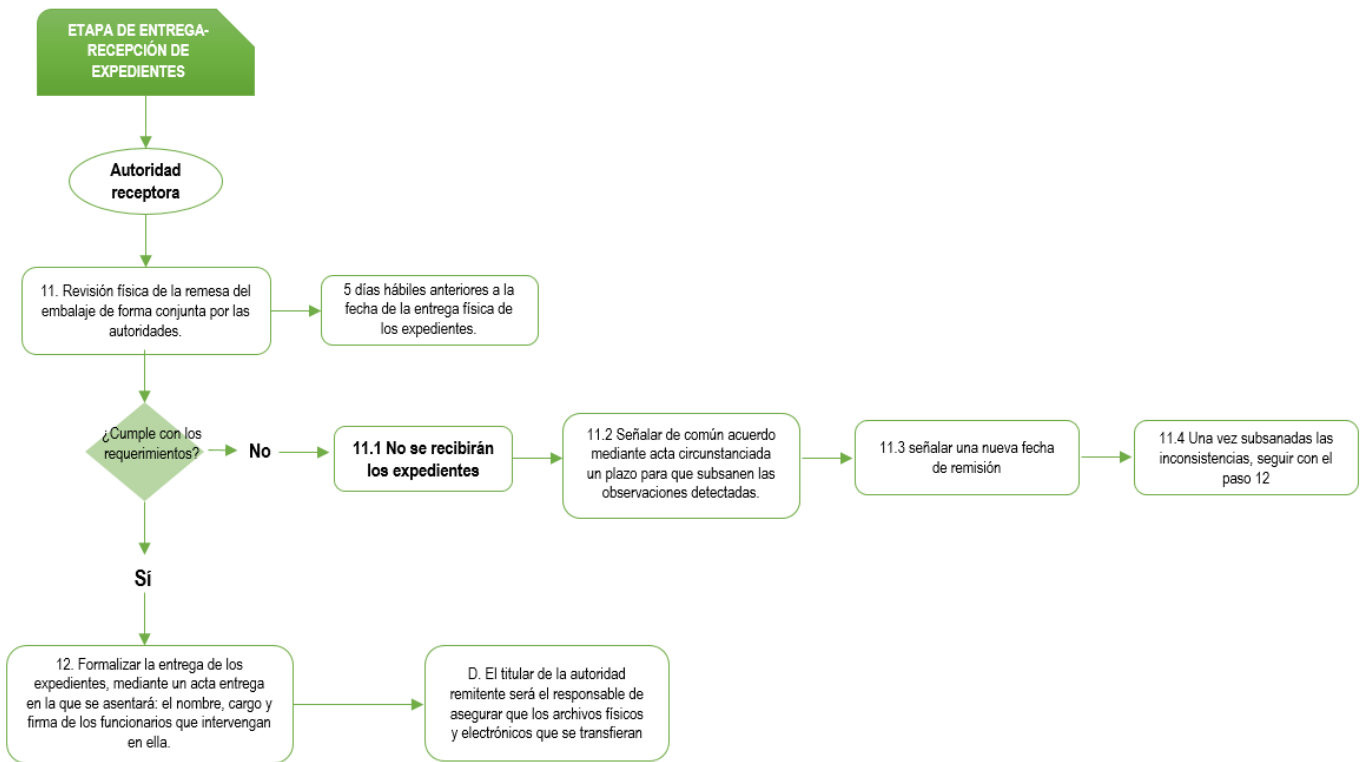 ETAPA DE ENTREGA-
RECEPCIÓN DE
EXPEDIENTES
Autoridad
receptora
11. Revisión física de la remesa del
embalaje de forma conjunta por las
autoridades.
5 días hábiles anteriores a la
fecha de la entrega física de
los expedientes.
¿Cumple con los
requerimientos?
No
11.1 No se recibirán
los expedientes
11.2 Señalar de común acuerdo
mediante acta circunstanciada
un plazo para que subsanen las
observaciones detectadas.
11.3 señalar una nueva fecha
de remisión
11.4 Una vez subsanadas las
inconsistencias, seguir con el
paso 12
Sí
12. Formalizar la entrega de los
expedientes, mediante un acta entrega
en la que se asentará: el nombre, cargo y
firma de los funcionarios que intervengan
en ella.
D. El titular de la autoridad
remitente será el responsable de
asegurar que los archivos físicos
y electrónicos que se transfieran